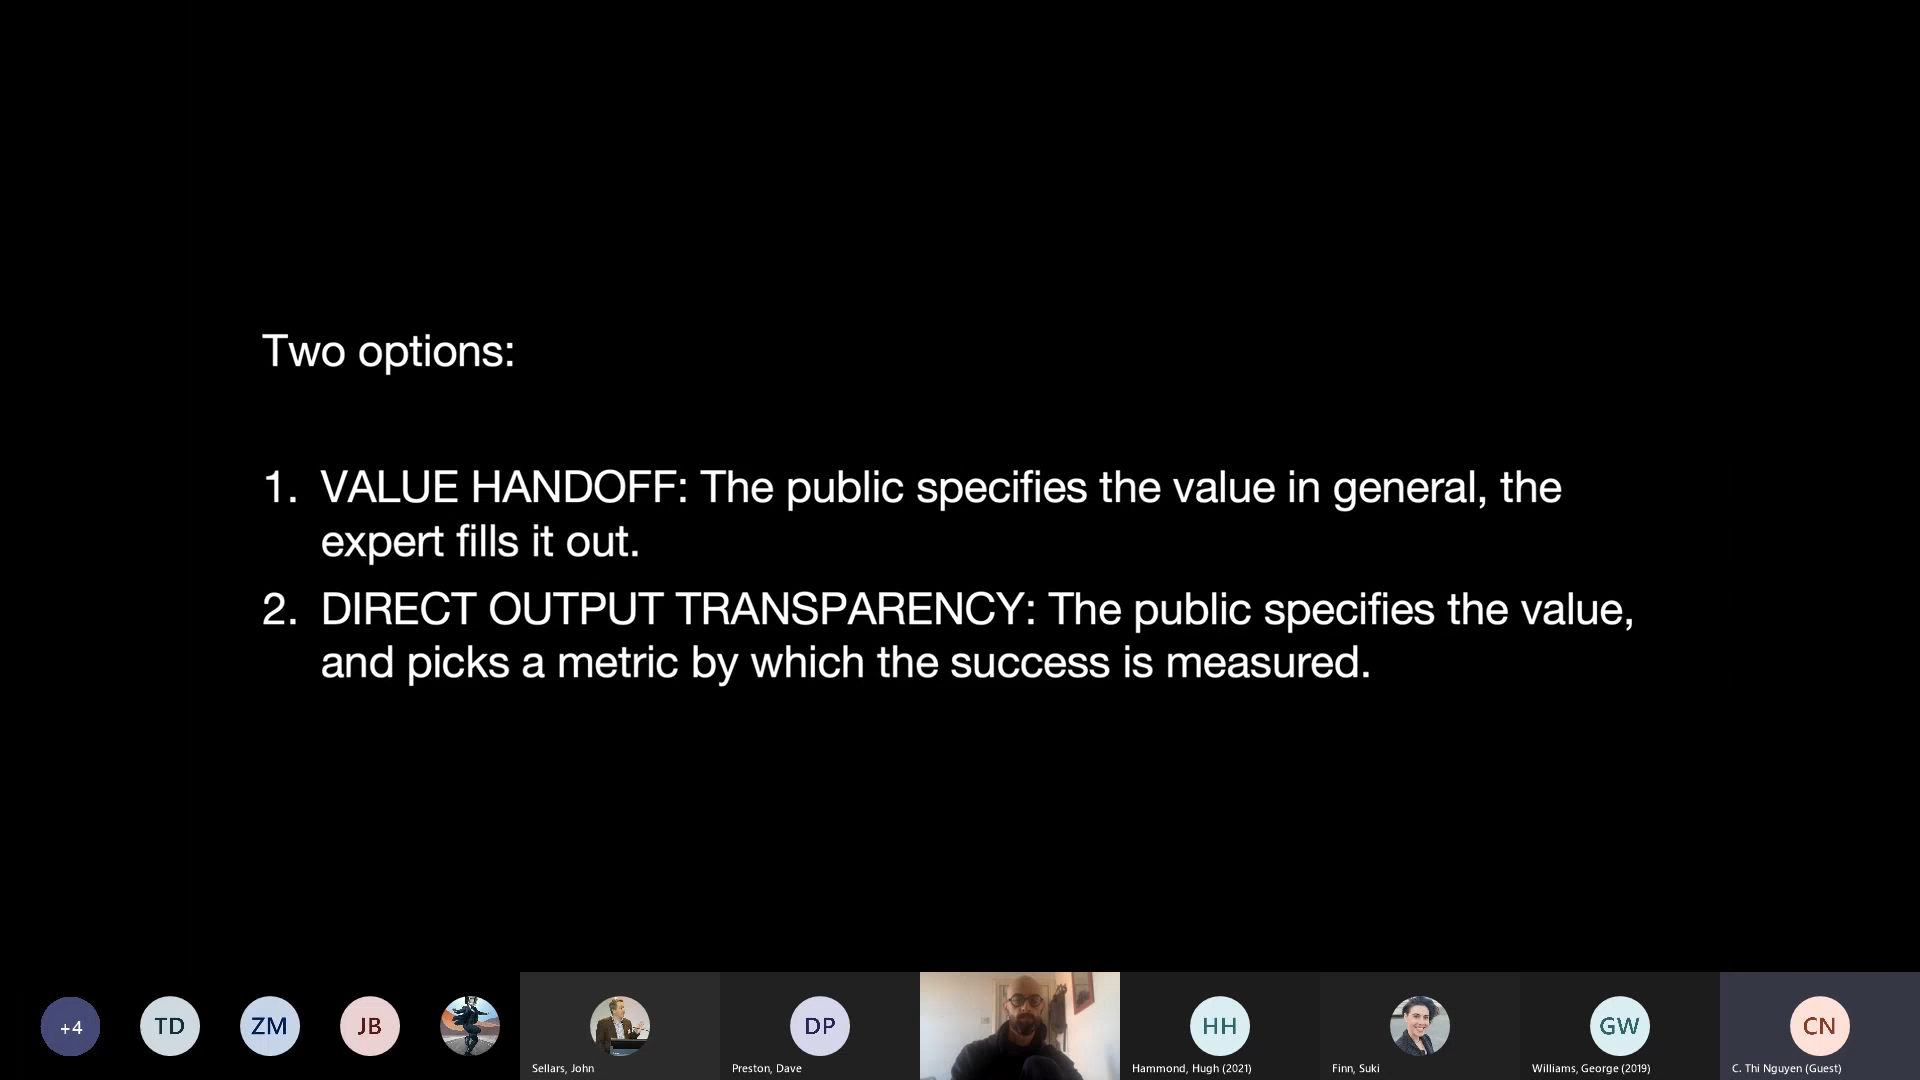 Two options:
1. VALUE HANDOFF: The public specifies the value in general, the
expert fills it out.
2. DIRECT OUTPUT TRANSPARENCY: The public specifies the value,
and picks a metric by which the success is measured.
+4
TD
ZM
JB
DP
HH
GW
CN
Sellars, John
Preston, Dave
Hammond, Hugh (2021)
Finn, Suki
Williams, George (2019)
C. Thi Nguyen (Guest)